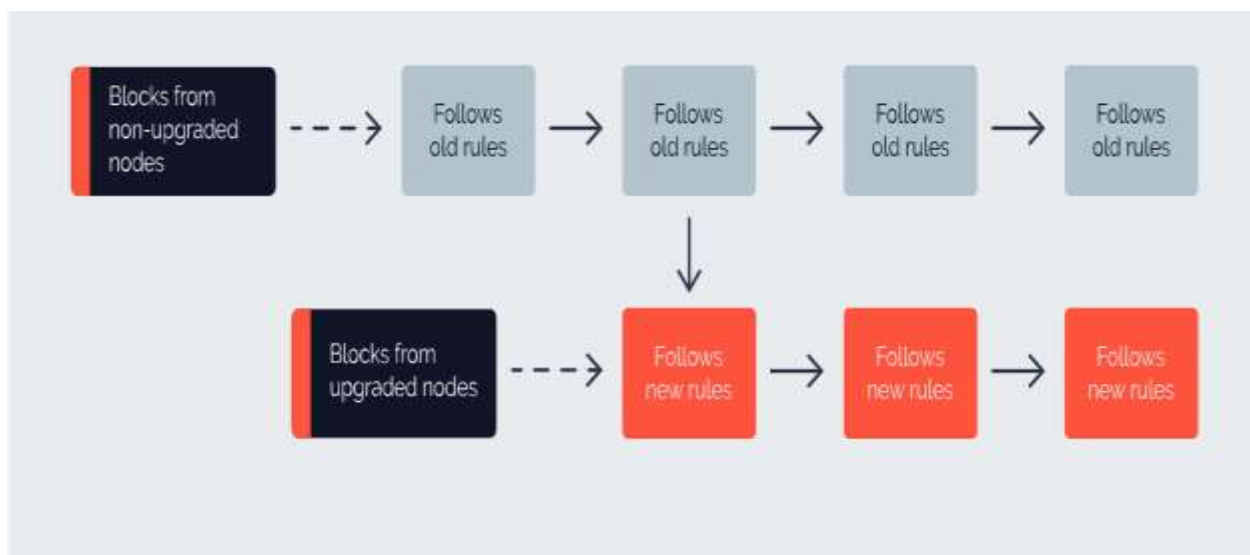 Blocks from
non-upgraded
nodes
Follows
old rules
Follows
old rules
Follows
old rules
Follows
old rules
Blocks from
upgraded nodes
Follows
new rules
Follows
new rules
Follows
new rules